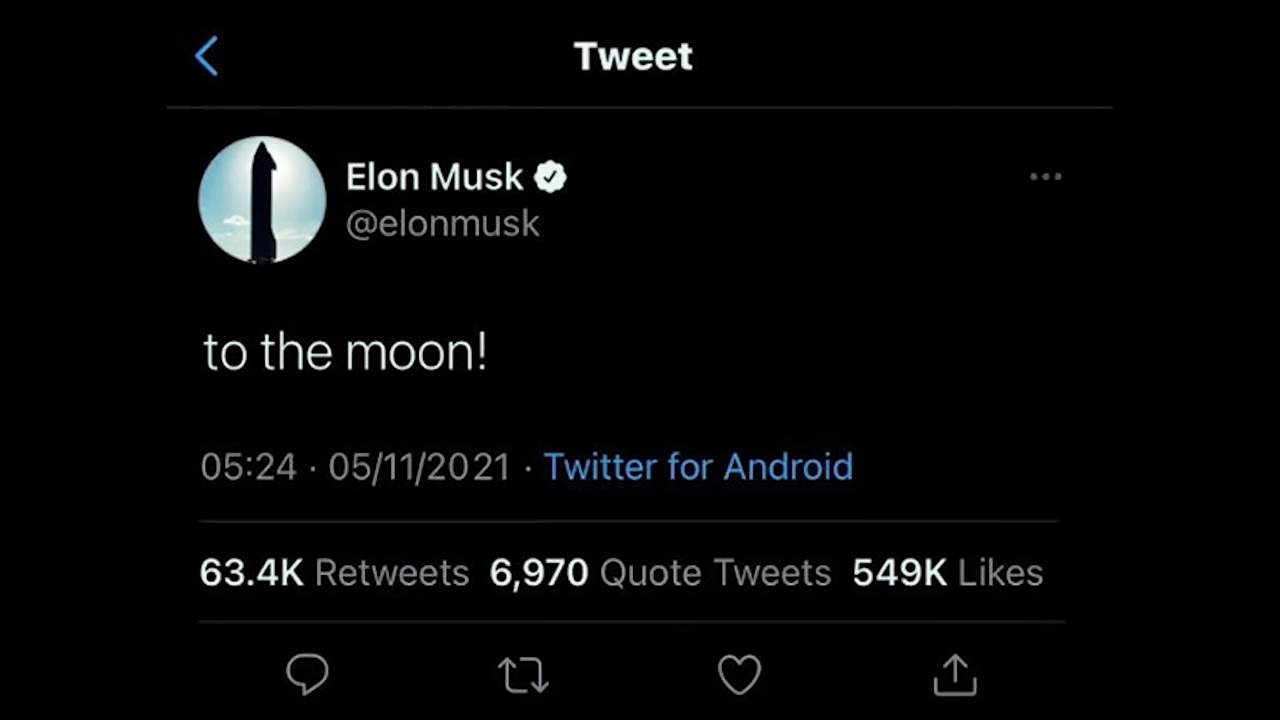 Tweet
Elon Musk
@elonmusk
to the moon!
05:24 · 05/11/2021 · Twitter for Android
63.4K Retweets 6,970 Quote Tweets 549K Likes